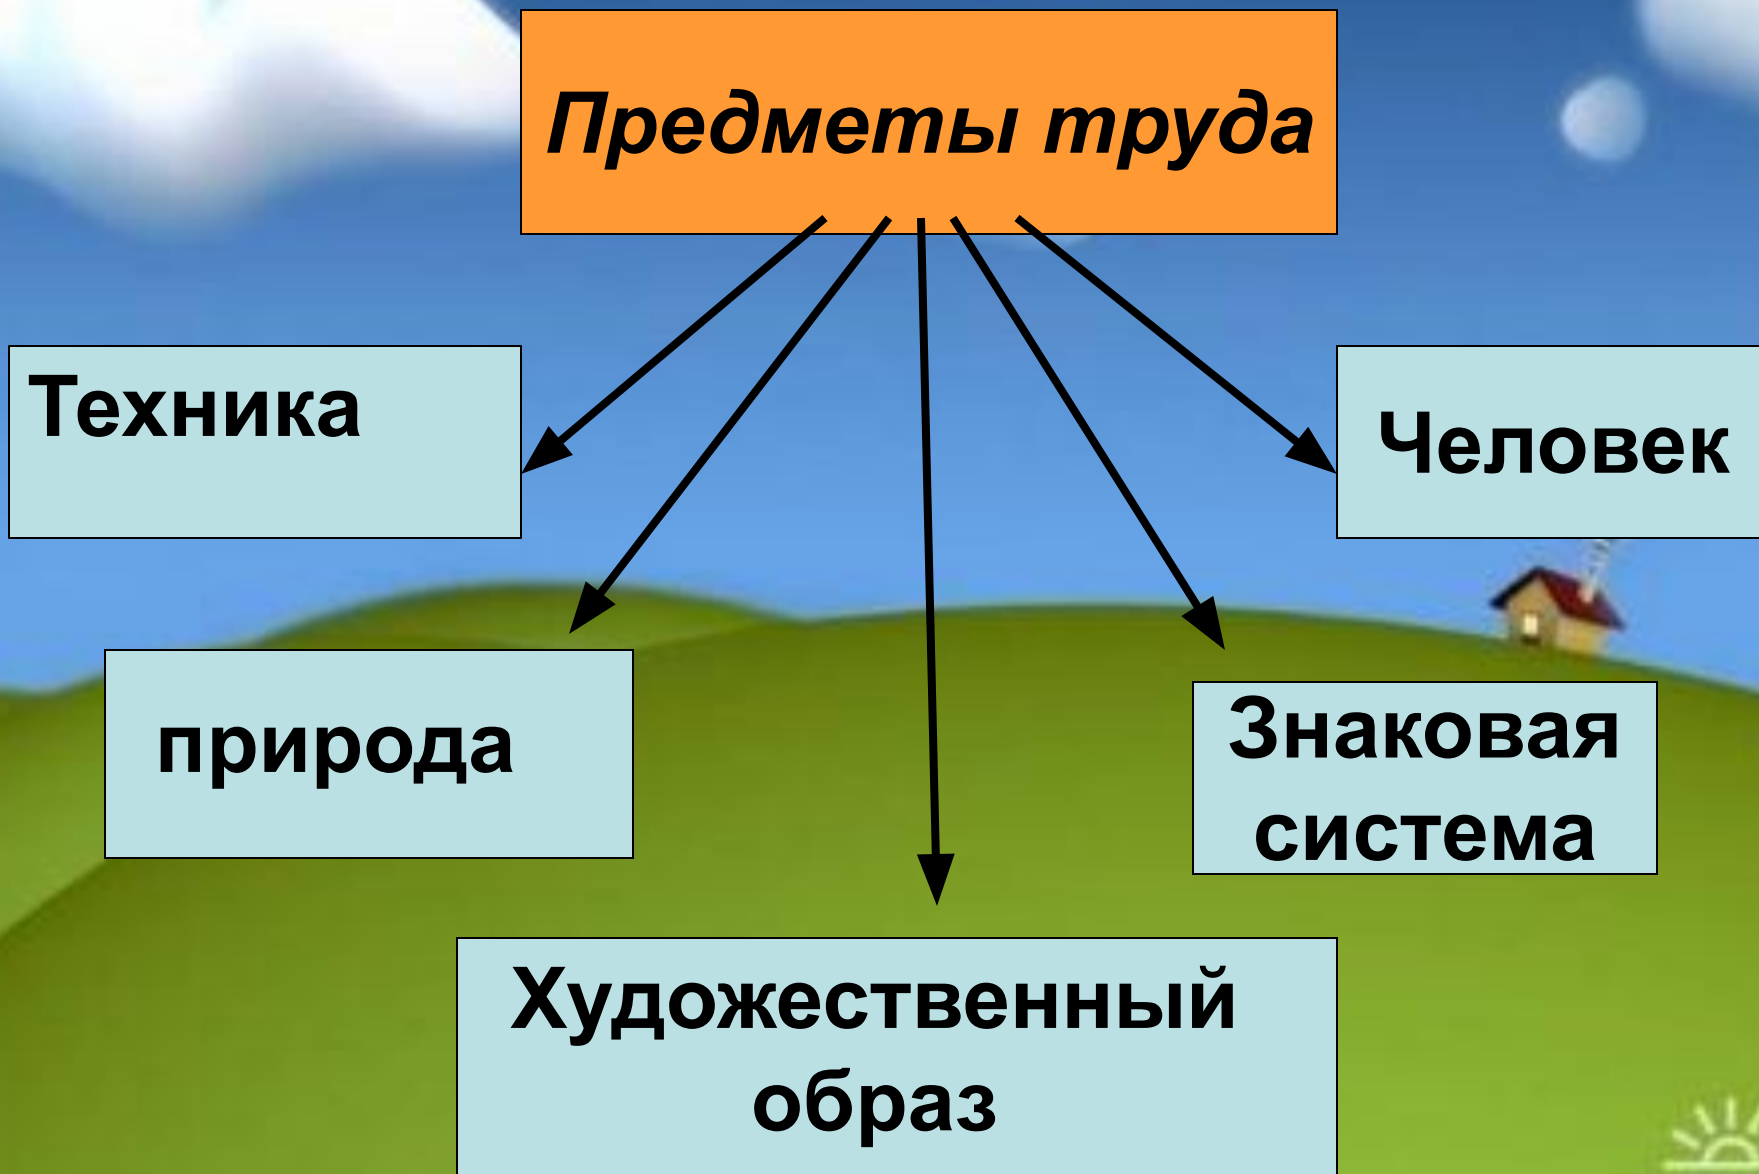 Предметы труда
Техника
Человек
природа
Знаковая
система
Художественный
образ